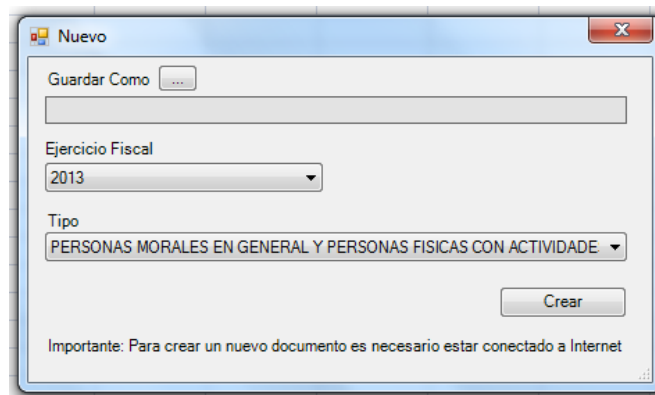 Nuevo
Guardar Como ...
Ejercicio Fiscal
2013
Tipo
PERSONAS MORALES EN GENERAL Y PERSONAS FISICAS CON ACTIVIDADE
Crear
Importante: Para crear un nuevo documento es necesario estar conectado a Internet